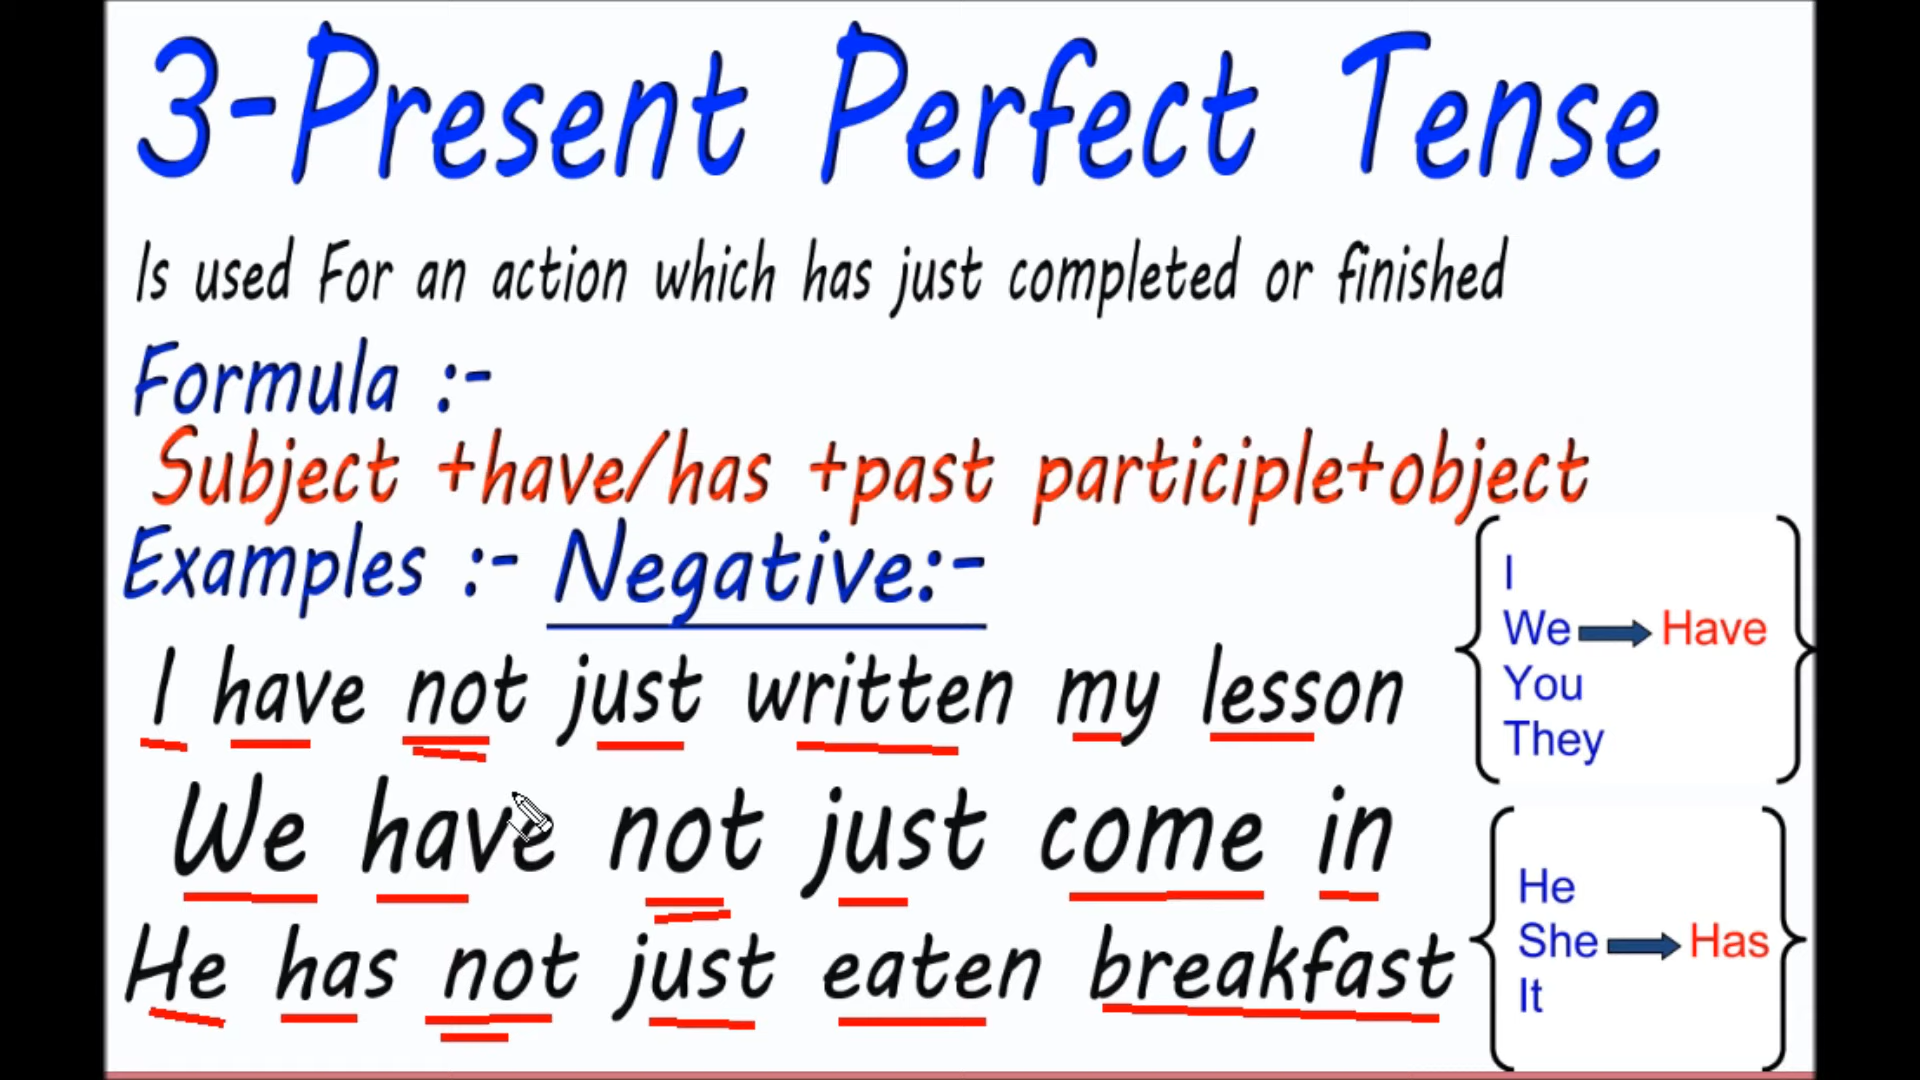 3-Present Perfect Tense
Is used For an action which has just completed or finished
Formula :-
Subject +have/has +past participle+object
Examples :- Negative:-
I have not just written my lesson
We have not just come in
He has not just eaten breakfast
I
We Have
You
They
He
She Has
It